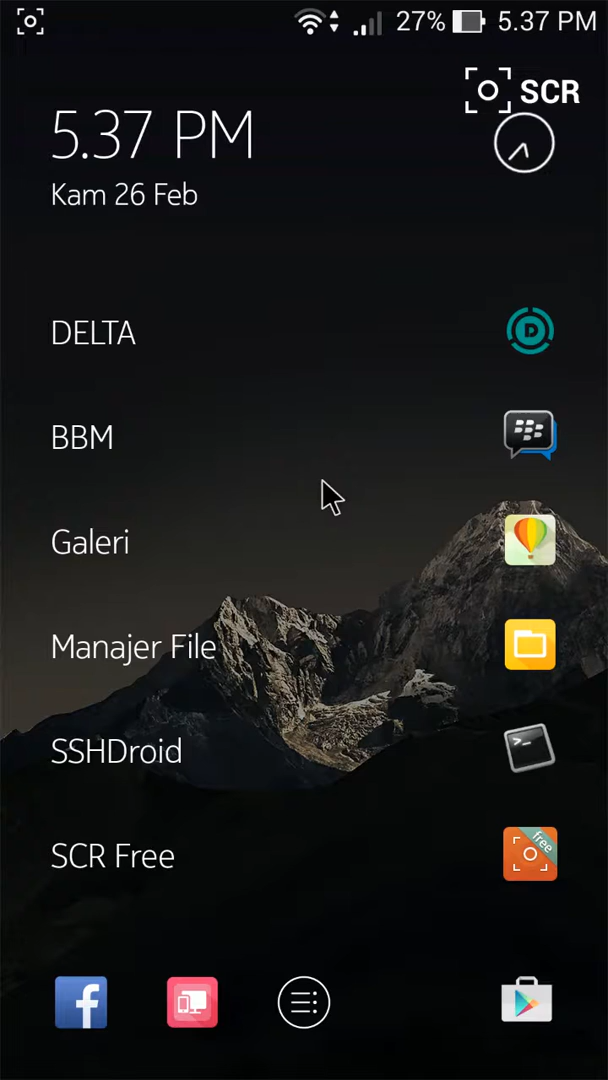 27% 5.37 PM
SCR
5.37 PM
Kam 26 Feb
DELTA
BBM
Galeri
Manajer File
SSHDroid
SCR Free
free